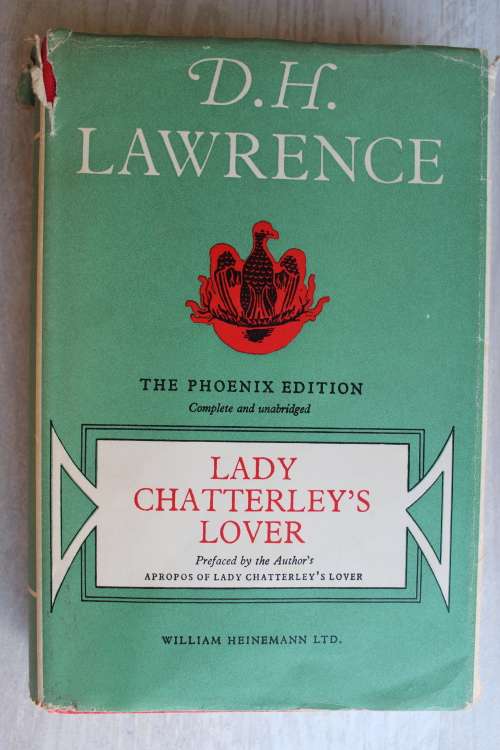 D.H.
LAWRENCE
THE PHOENIX EDITION
Complete and unabridged
LADY
CHATTERLEY'S
LOVER
Prefaced by the Author's
APROPOS OF LADY CHATTERLEY'S LOVER
WILLIAM HEINEMANN LTD.